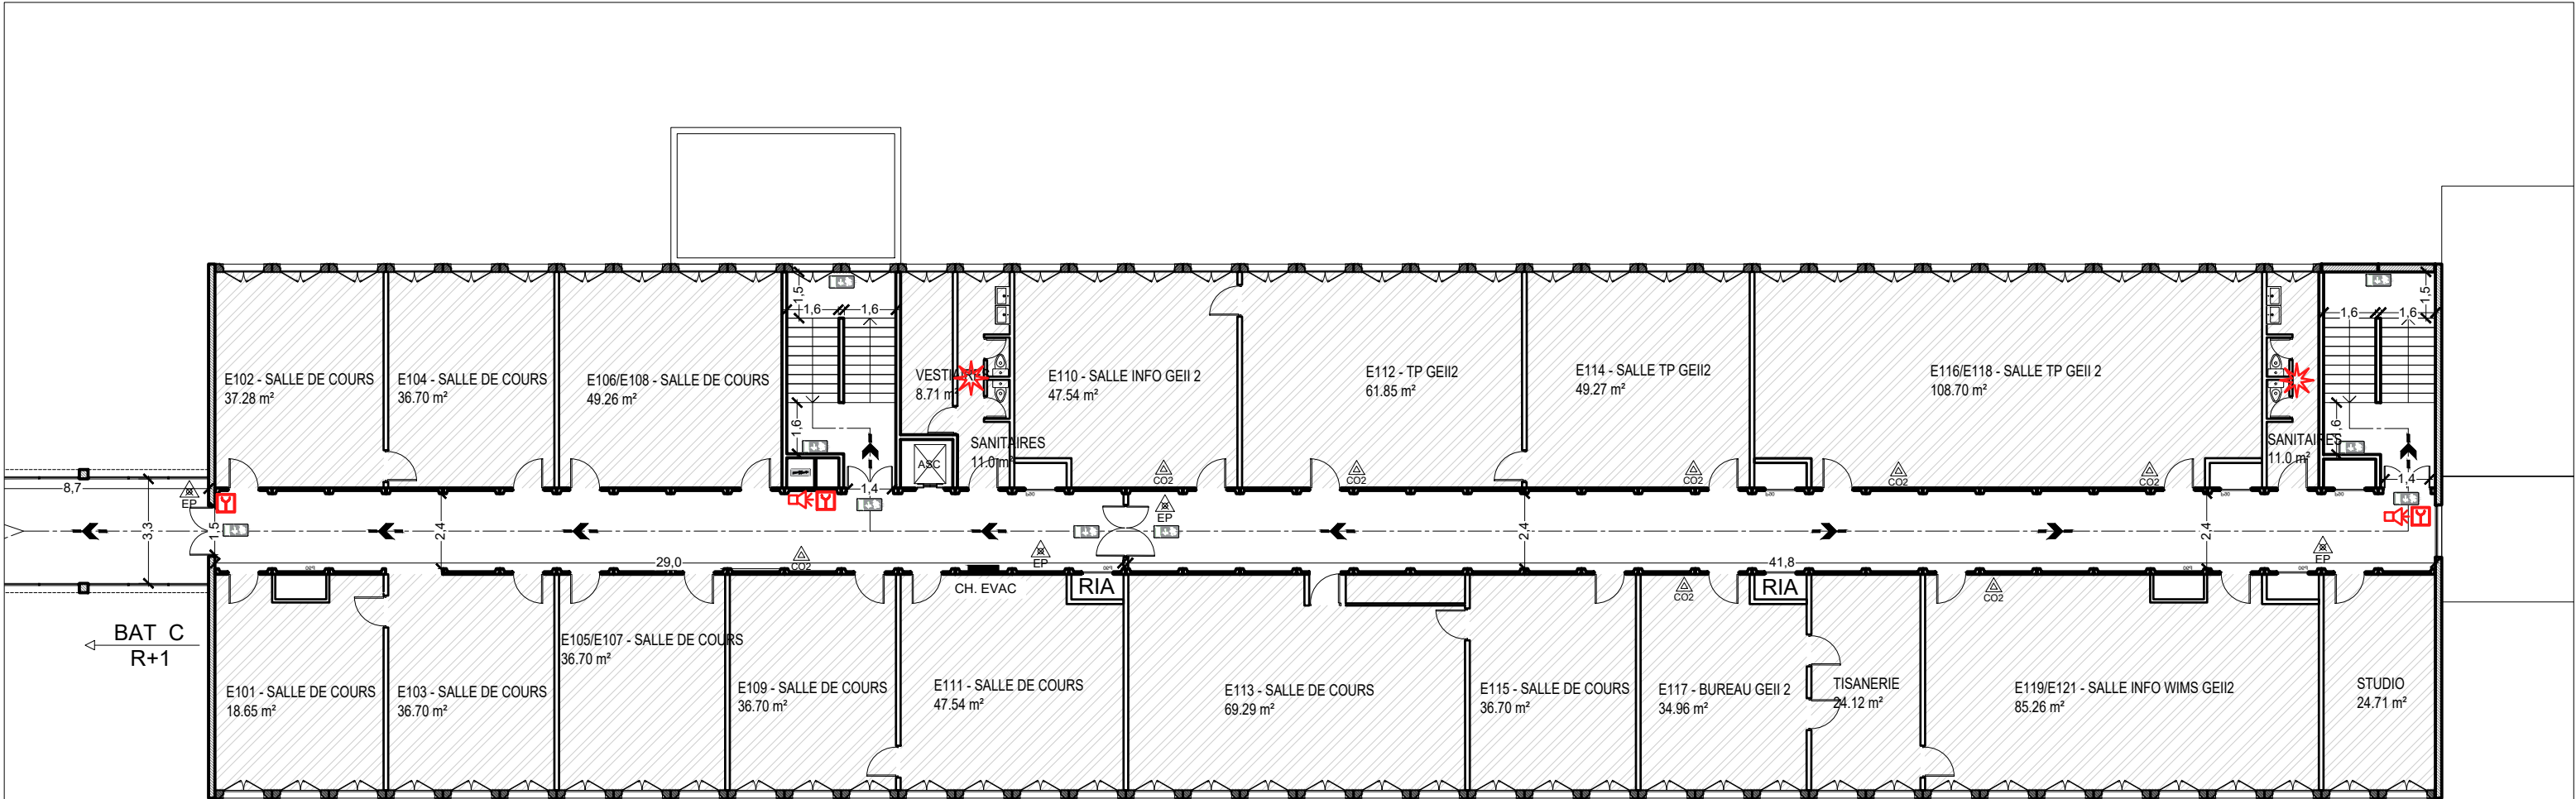 1,5
1,6
1,6
1,5
1,6
1,6
E102 - SALLE DE COURS
37.28 m²
E104 - SALLE DE COURS
36.70 m²
E106/E108 - SALLE DE COURS
49.26 m²
VESTIAIRES
8.71 m²
E110 - SALLE INFO GEII 2
47.54 m²
E112 - TP GEII2
61.85 m²
E114 - SALLE TP GEII2
49.27 m²
E116/E118 - SALLE TP GEII 2
108.70 m²
1,6
1,6
SANITAIRES
11.0 m²
SANITAIRES
11.0 m²
ASC
CO2
CO2
CO2
CO2
CO2
8,7
EP
1,4
1,4
EP
3,3
1,5
2,4
2,4
2,4
29,0
CO2
EP
41,8
EP
CH. EVAC
RIA
CO2
RIA
CO2
BAT C
R+1
E105/E107 - SALLE DE COURS
36.70 m²
E101 - SALLE DE COURS
18.65 m²
E103 - SALLE DE COURS
36.70 m²
E109 - SALLE DE COURS
36.70 m²
E111 - SALLE DE COURS
47.54 m²
E113 - SALLE DE COURS
69.29 m²
E115 - SALLE DE COURS
36.70 m²
E117 - BUREAU GEII 2
34.96 m²
TISANERIE
24.12 m²
E119/E121 - SALLE INFO WIMS GEII2
85.26 m²
STUDIO
24.71 m²